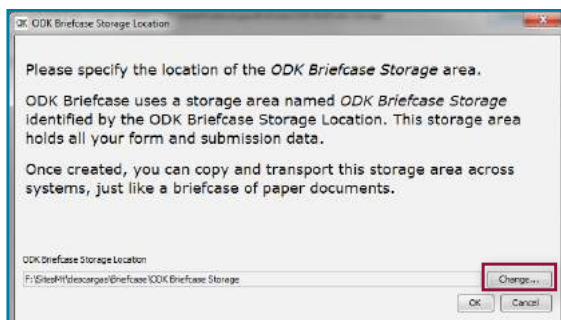 ODK Briefcase Storage Location
Please specify the location of the ODK Briefcase Storage area.
ODK Briefcase uses a storage area named ODK Briefcase Storage
identified by the ODK Briefcase Storage Location. This storage area
holds all your form and submission data.
Once created, you can copy and transport this storage area across
systems, just like a briefcase of paper documents.
ODK Briefcase Storage Location
F:\SitesMt\descargas\Briefcase\ODK Briefcase Storage
Change...
OK
Cancel